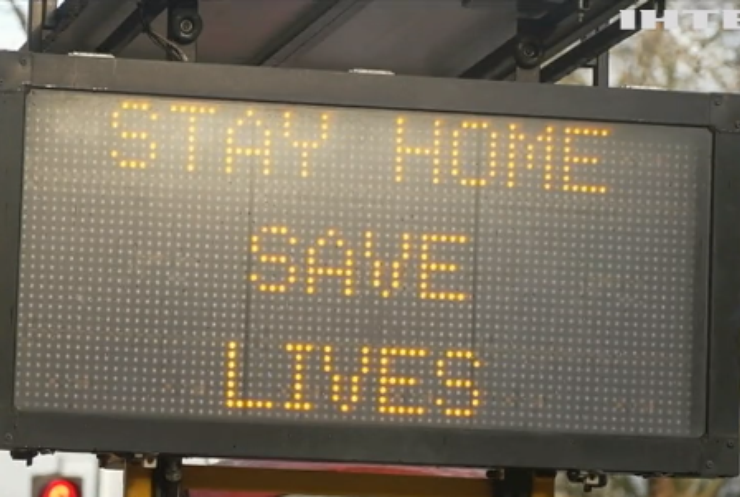 ІНТЕ
STAY HOME
SAVE
LIVES